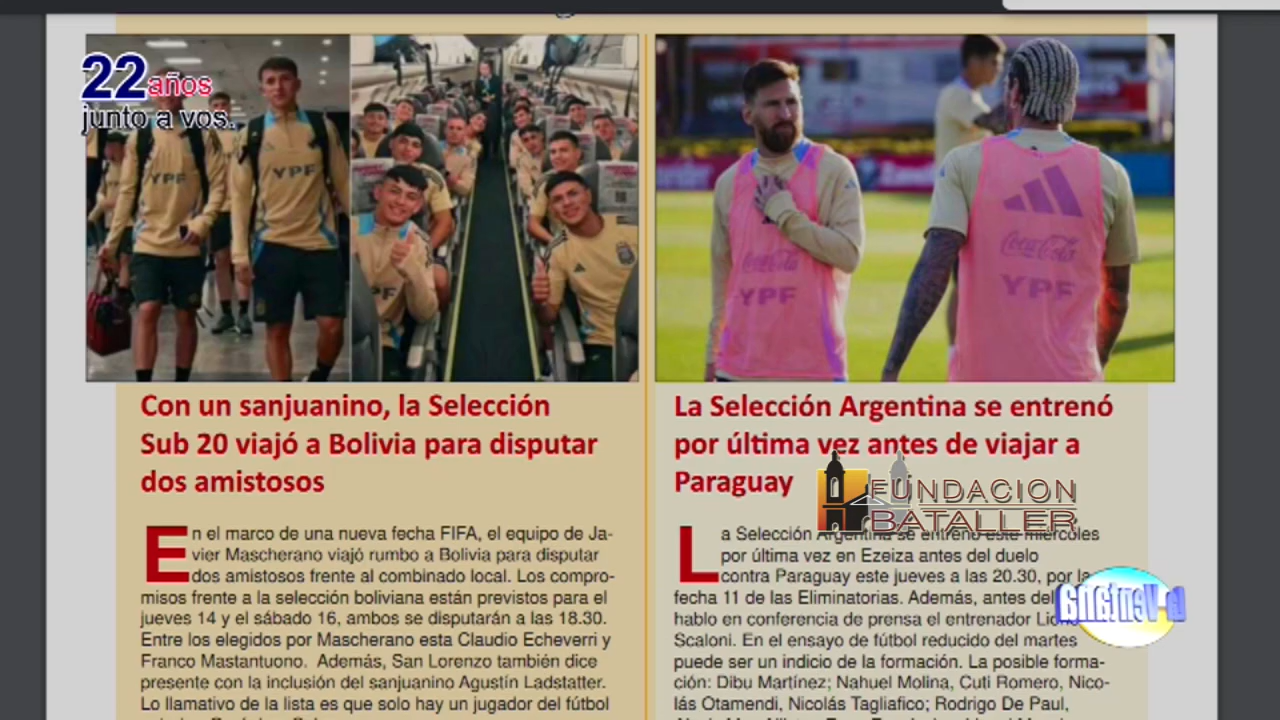 22 años
junto a vos.
YPF
YPF
Coca-Cola
YPF
Coca-Cola
YPF
Con un sanjuanino, la Selección
Sub 20 viajó a Bolivia para disputar
dos amistosos
En el marco de una nueva fecha FIFA, el equipo de Ja-
vier Mascherano viajó rumbo a Bolivia para disputar
dos amistosos frente al combinado local. Los compro-
misos frente a la selección boliviana están previstos para el
jueves 14 y el sábado 16, ambos se disputarán a las 18.30.
Entre los elegidos por Mascherano esta Claudio Echeverri y
Franco Mastantuono. Además, San Lorenzo también dice
presente con la inclusión del sanjuanino Agustín Ladstatter.
Lo llamativo de la lista es que solo hay un jugador del fútbol
La Selección Argentina se entrenó
por última vez antes de viajar a
Paraguay
FUNDACION
BATALLER
La Selección Argentina se entrenó este miércoles
por última vez en Ezeiza antes del duelo
contra Paraguay este jueves a las 20.30, por la
fecha 11 de las Eliminatorias. Además, antes del
hablo en conferencia de prensa el entrenador Lionel
Scaloni. En el ensayo de fútbol reducido del martes
puede ser un indicio de la formación. La posible forma-
ción: Dibu Martínez; Nahuel Molina, Cuti Romero, Nico-
lás Otamendi, Nicolás Tagliafico; Rodrigo De Paul,